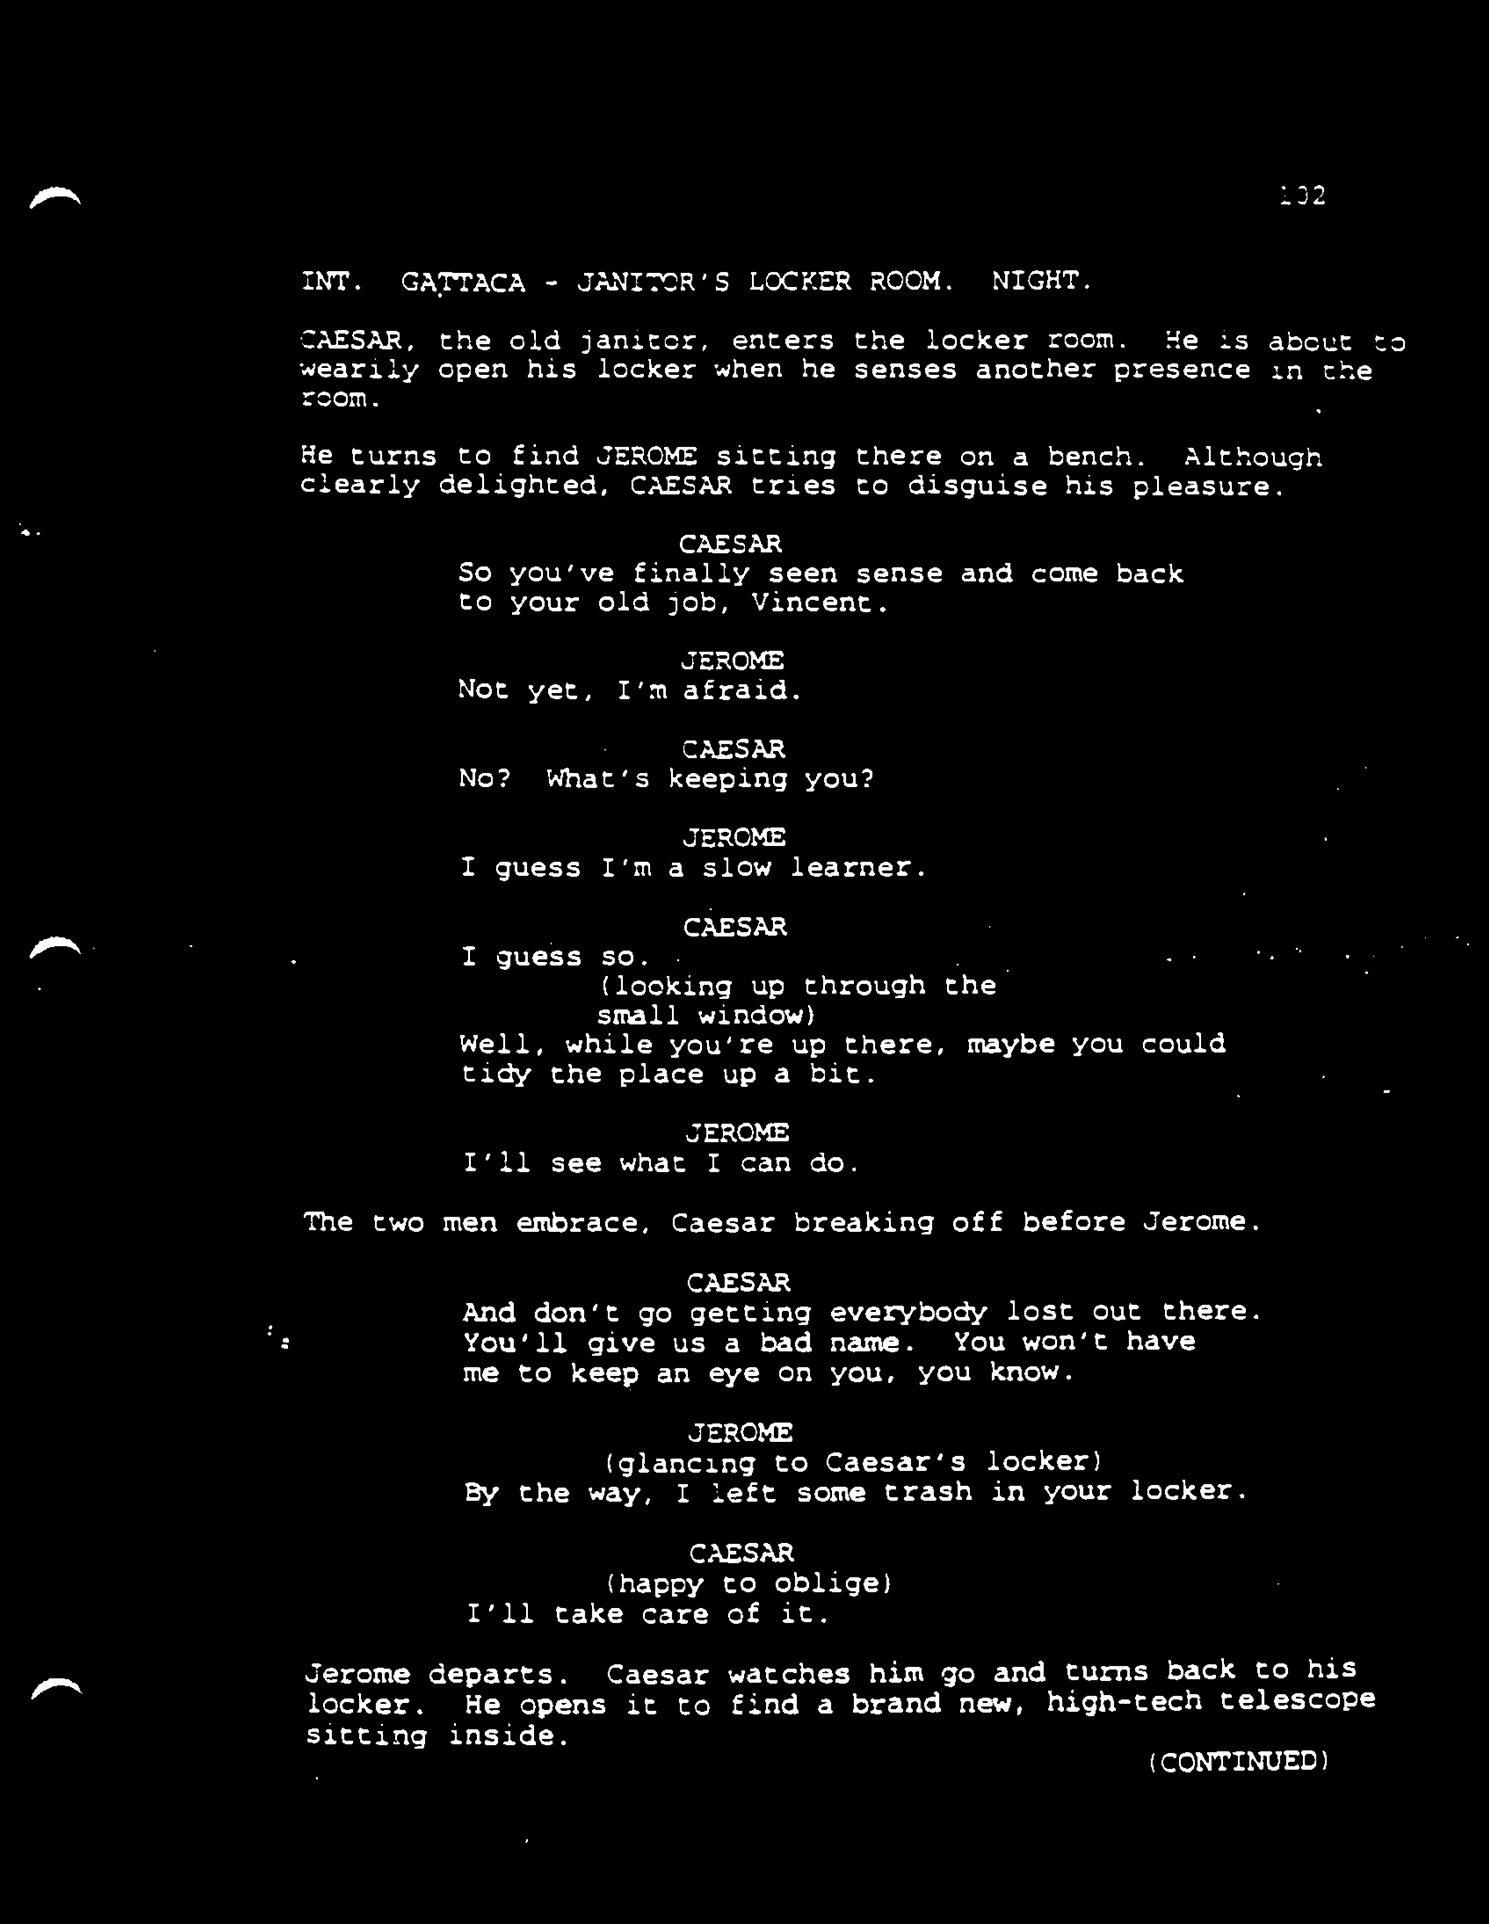 102
INT. GATTACA - JANITOR'S LOCKER ROOM. NIGHT.
CAESAR, the old janitor, enters the locker room. He is about to
wearily open his locker when he senses another presence in the
room.
He turns to find JEROME sitting there on a bench. Although
clearly delighted, CAESAR tries to disguise his pleasure.
CAESAR
So you've finally seen sense and come back
to your old job, Vincent.
JEROME
Not yet, I'm afraid.
CAESAR
No? What's keeping you?
JEROME
I guess I'm a slow learner.
CAESAR
I guess so.
(looking up through the
small window)
Well, while you're up there, maybe you could
tidy the place up a bit.
JEROME
I'll see what I can do.
The two men embrace, Caesar breaking off before Jerome.
CAESAR
And don't go getting everybody lost out there.
You'll give us a bad name. You won't have
me to keep an eye on you, you know.
JEROME
(glancing to Caesar's locker)
By the way, I left some trash in your locker.
CAESAR
(happy to oblige)
I'll take care of it.
Jerome departs. Caesar watches him go and turns back to his
locker. He opens it to find a brand new, high-tech telescope
sitting inside.
(CONTINUED)